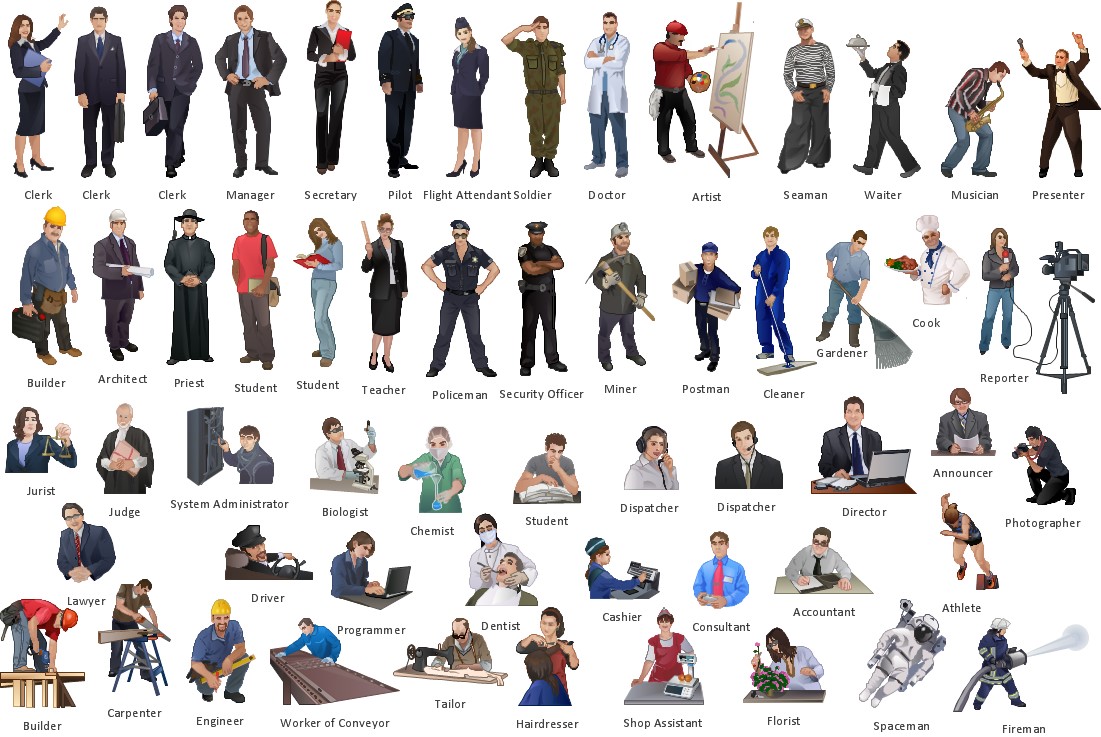 Clerk
Clerk
Clerk
Manager
Secretary
Pilot
Flight Attendant
Soldier
Doctor
Artist
Seaman
Waiter
Musician
Presenter
Builder
Architect
Priest
Student
Student
Teacher
Policeman
Security Officer
Miner
Postman
Cleaner
Gardener
Cook
Reporter
Jurist
Judge
System Administrator
Biologist
Chemist
Student
Dispatcher
Dispatcher
Director
Announcer
Photographer
Lawyer
Driver
Programmer
Dentist
Cashier
Consultant
Accountant
Athlete
Builder
Carpenter
Engineer
Worker of Conveyor
Tailor
Hairdresser
Shop Assistant
Florist
Spaceman
Fireman